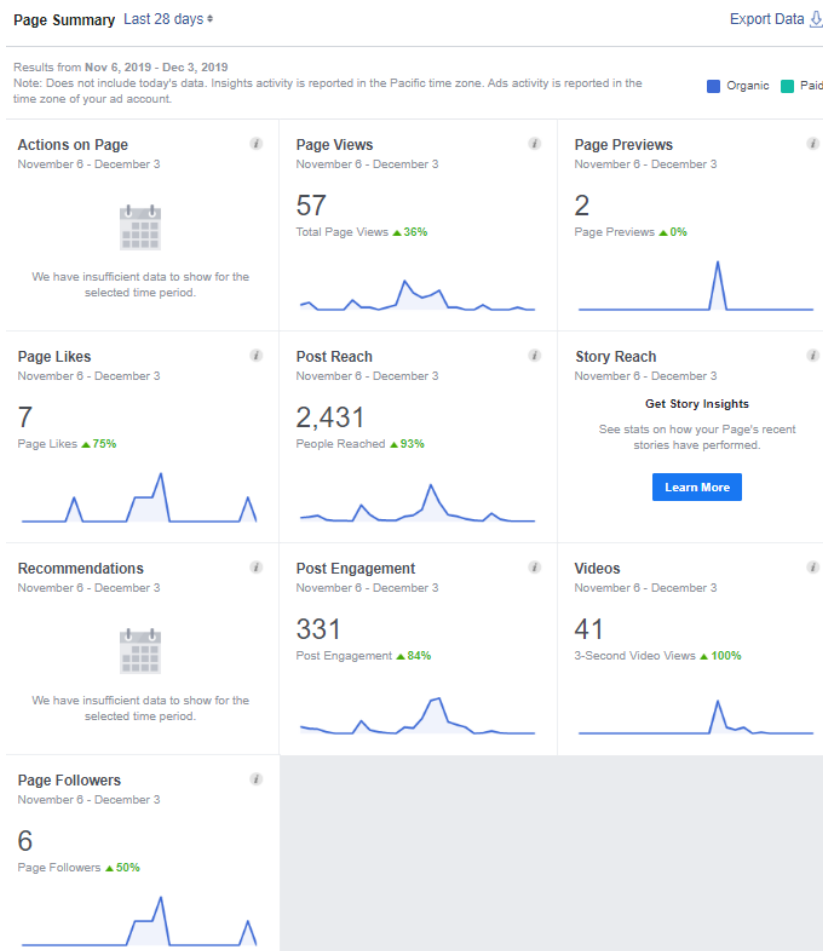 Page Summary Last 28 days
Export Data
Results from Nov 6, 2019 - Dec 3, 2019
Note: Does not include today's data. Insights activity is reported in the Pacific time zone. Ads activity is reported in the
time zone of your ad account.
Organic Paid
Actions on Page
November 6 - December 3
We have insufficient data to show for the
selected time period.
Page Views
November 6 - December 3
57
Total Page Views ▲36%
Page Previews
November 6 - December 3
2
Page Previews ▲0%
Page Likes
November 6 - December 3
7
Page Likes ▲75%
Post Reach
November 6 - December 3
2,431
People Reached ▲93%
Story Reach
November 6 - December 3
Get Story Insights
See stats on how your Page's recent
stories have performed.
Learn More
Recommendations
November 6 - December 3
We have insufficient data to show for the
selected time period.
Post Engagement
November 6 - December 3
331
Post Engagement ▲84%
Videos
November 6 - December 3
41
3-Second Video Views ▲100%
Page Followers
November 6 - December 3
6
Page Followers ▲50%